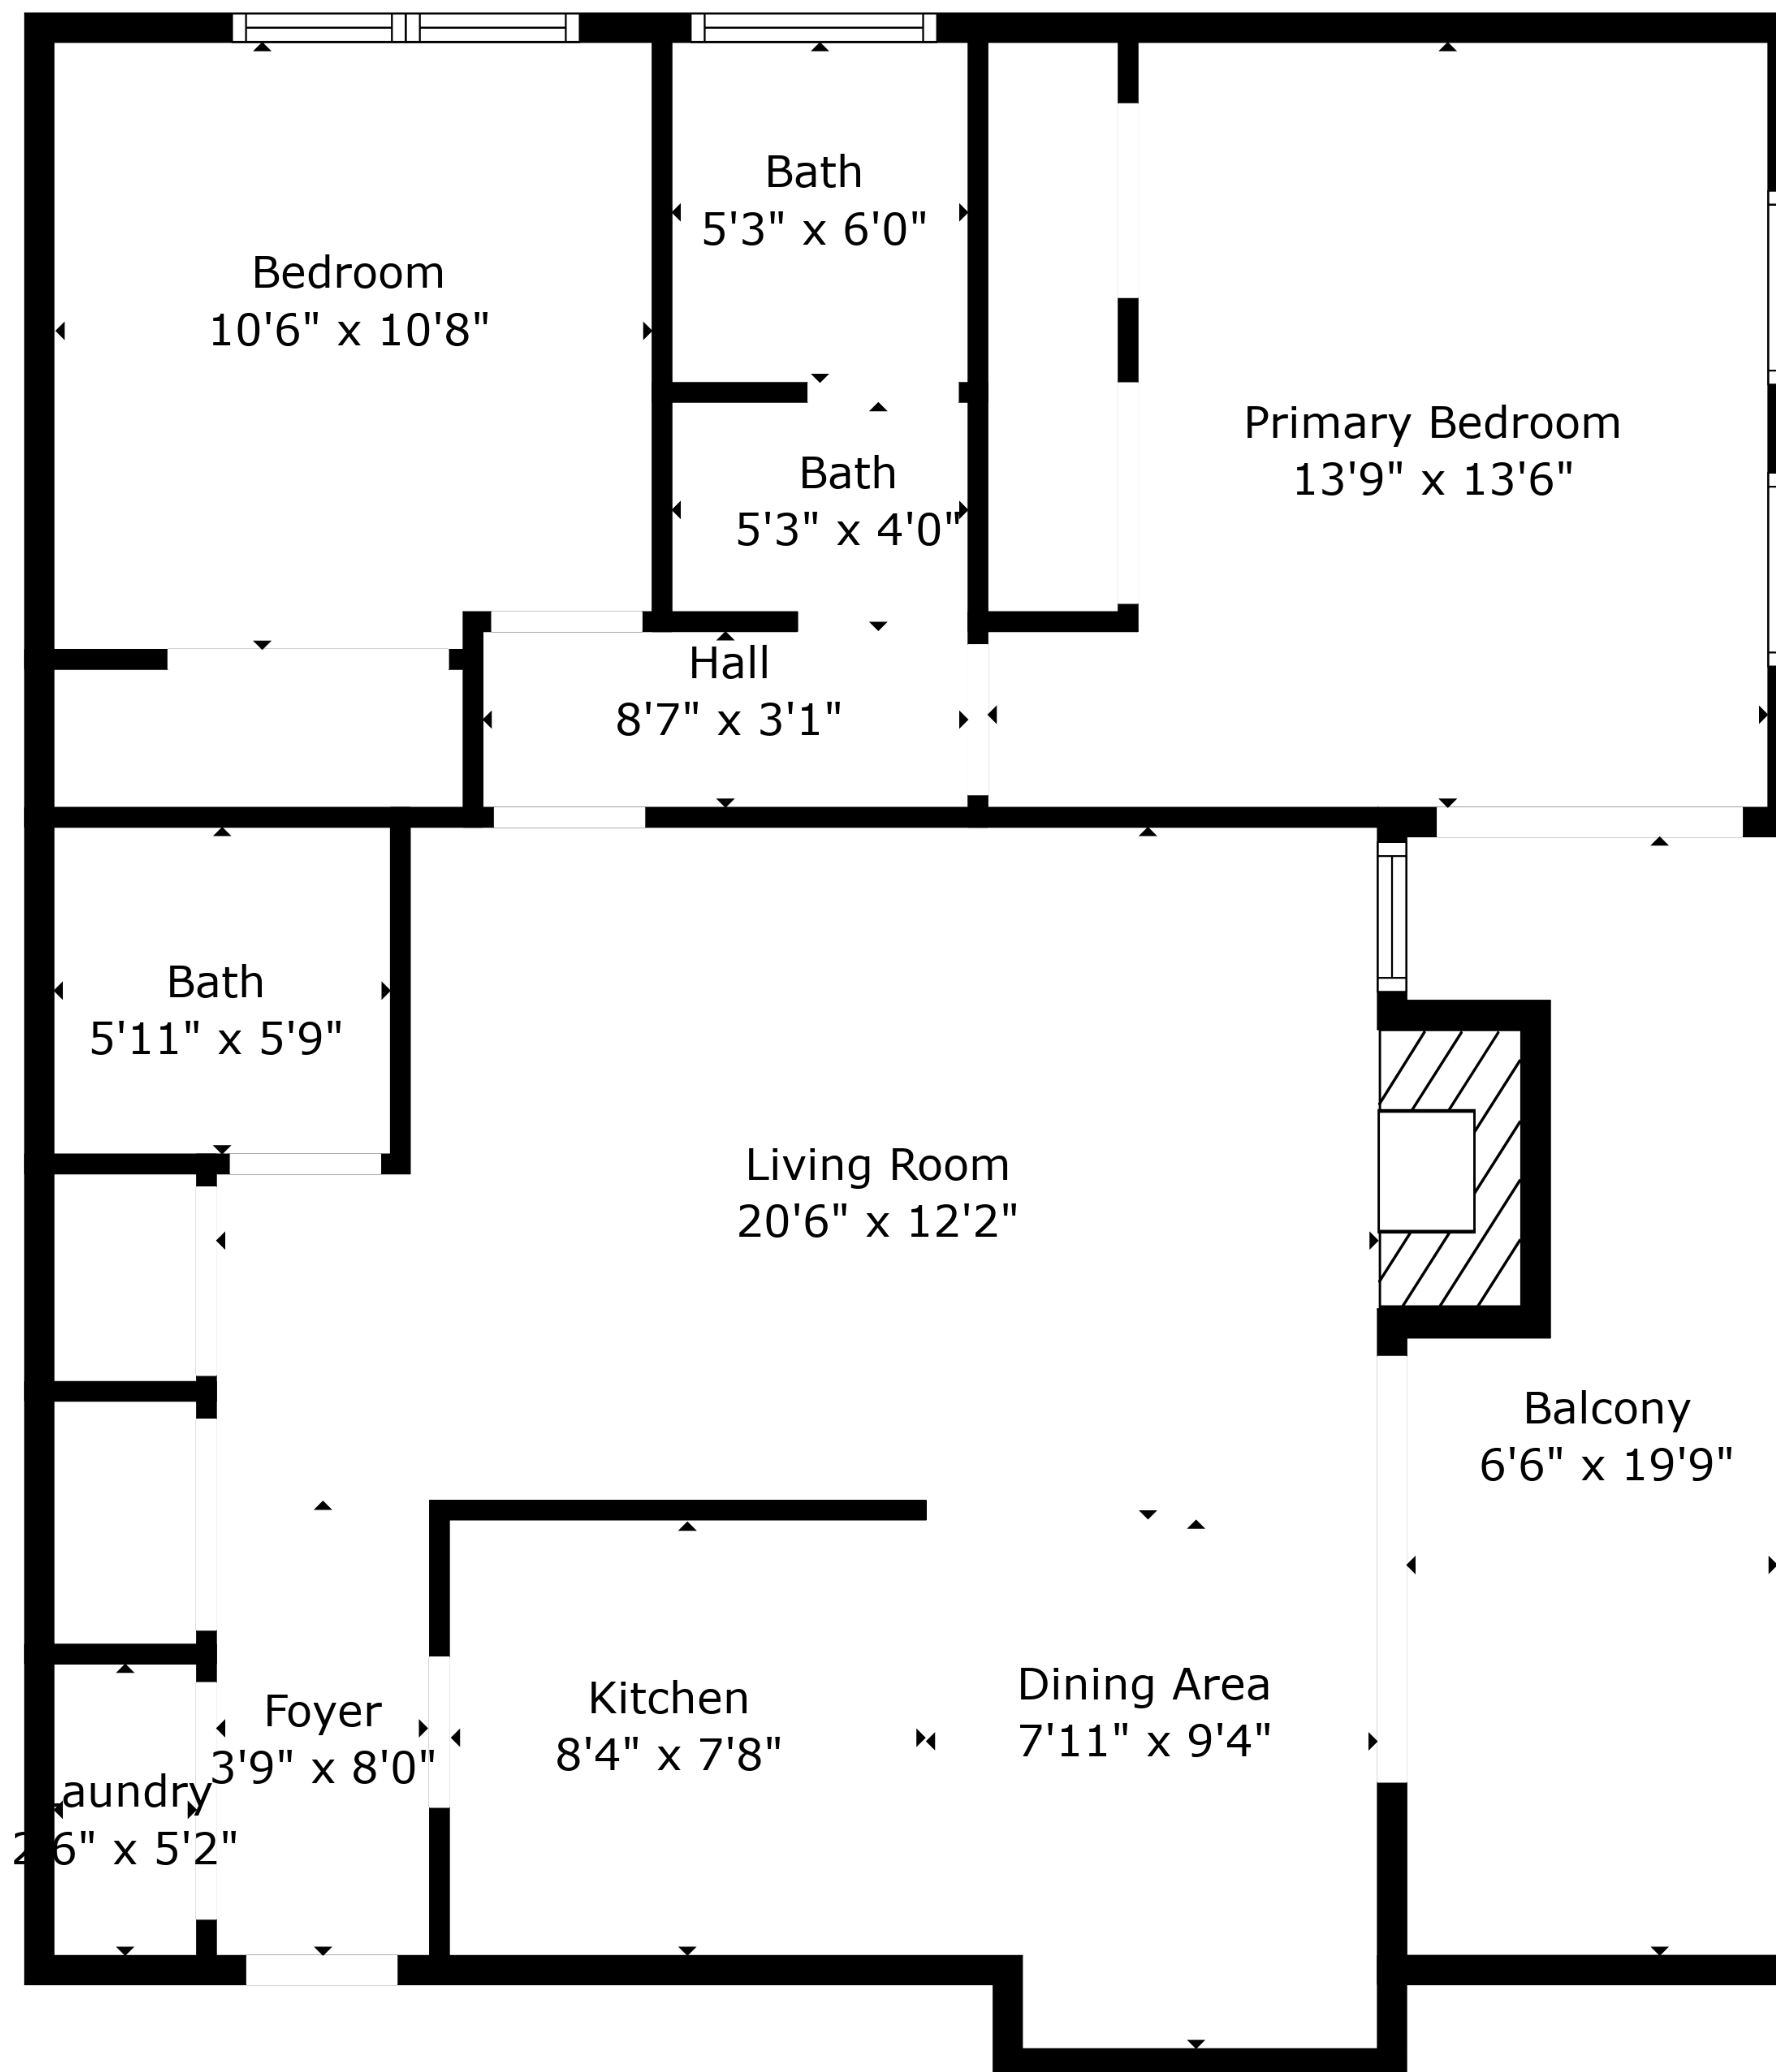 Bath
5'3" x 6'0"
Bedroom
10'6" x 10'8"
Primary Bedroom
13'9" x 13'6"
Bath
5'3" x 4'0"
Hall
8'7" x 3'1"
Bath
5'11" x 5'9"
Living Room
20'6" x 12'2"
Balcony
6'6" x 19'9"
Foyer
3'9" x 8'0"
Kitchen
8'4" x 7'8"
Dining Area
7'11" x 9'4"
Laundry
2'6" x 5'2"